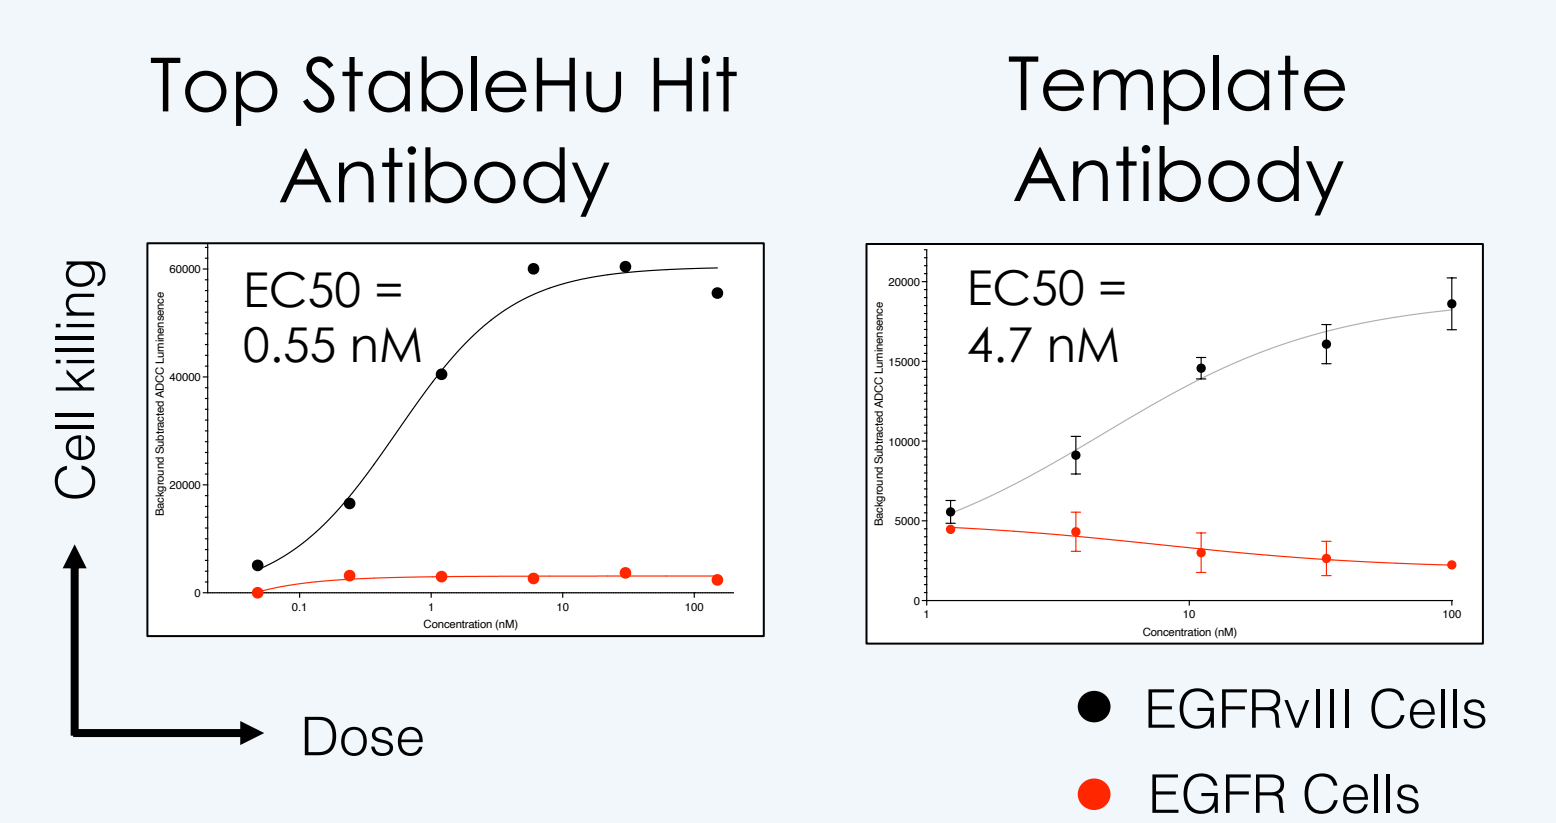 Top StableHu Hit
Antibody
Template
Antibody
Cell killing
Dose
EC50 =
0.55 nM
Background Subtracted ADCC Luminensence
60000
40000
20000
0
0.1
1
10
100
Concentration (nM)
EC50 =
4.7 nM
Background Subtracted ADCC Luminensence
20000
15000
10000
5000
0
1
10
100
Concentration (nM)
EGFRvIII Cells
EGFR Cells